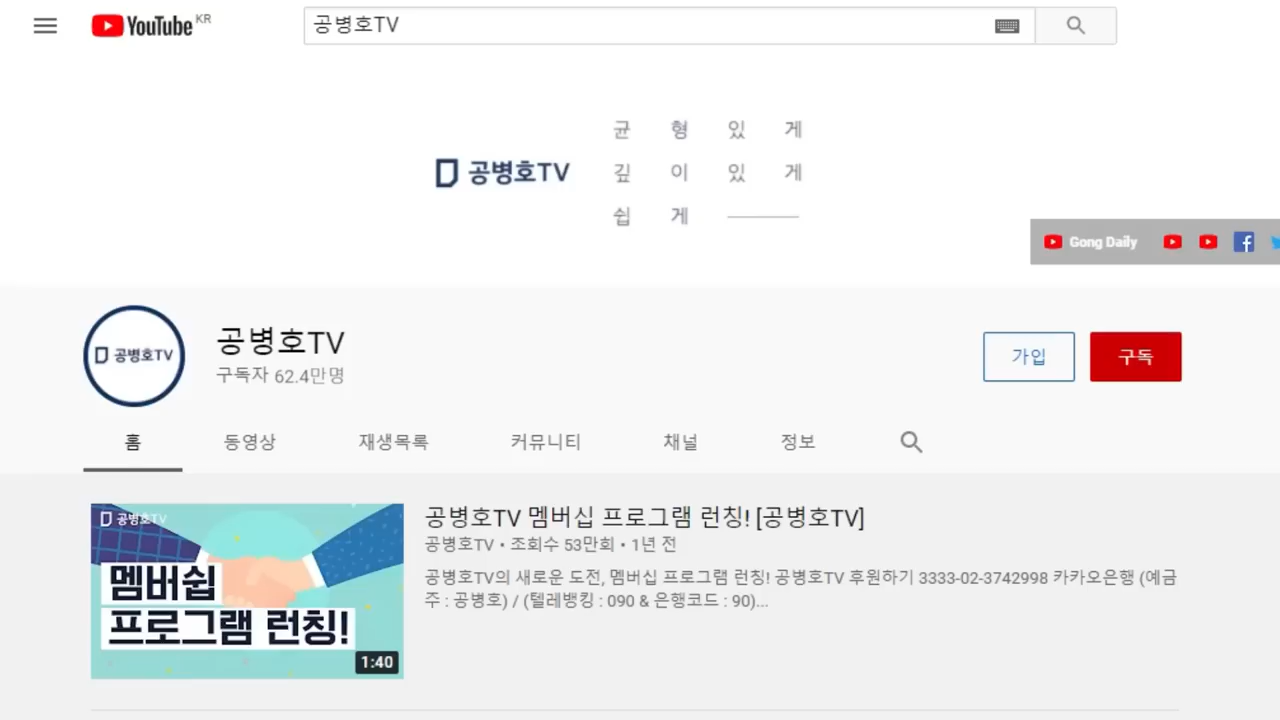 YouTube KR
공병호TV
공병호TV
균 형 있 게
깊 이 있 게
쉽 게
Gong Daily
공병호TV
공병호TV
구독자 62.4만명
가입
구독
홈 동영상 재생목록 커뮤니티 채널 정보
공병호TV
멤버쉽
프로그램 런칭!
1:40
공병호TV 멤버십 프로그램 런칭! [공병호TV]
공병호TV • 조회수 53만회 • 1년 전
공병호TV의 새로운 도전, 멤버십 프로그램 런칭! 공병호TV 후원하기 3333-02-3742998 카카오은행 (예금
주 : 공병호) / (텔레뱅킹 : 090 & 은행코드 : 90)...